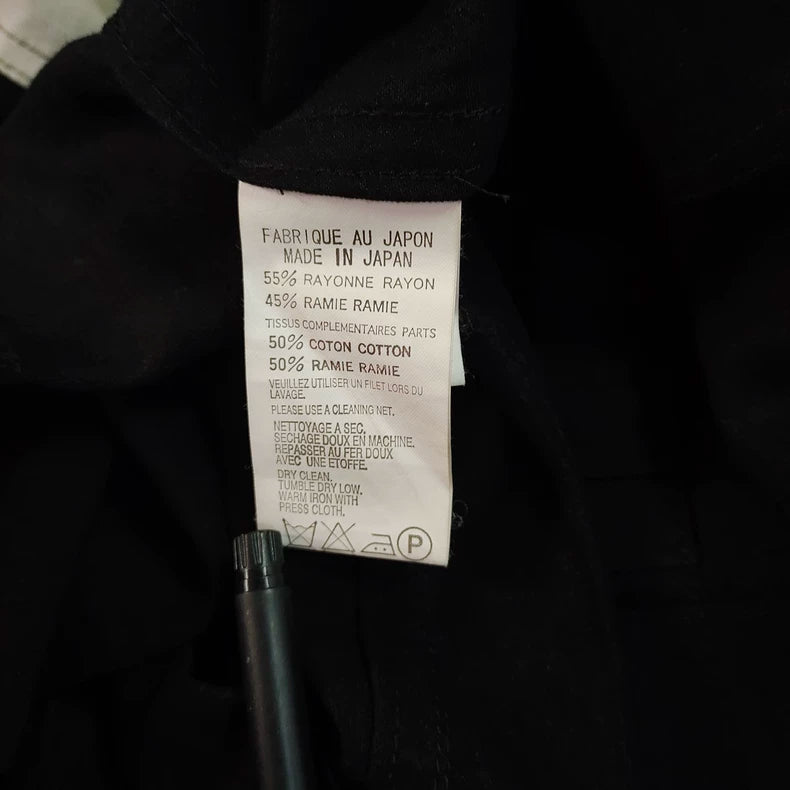 FABRIQUE AU JAPON
MADE IN JAPAN
55% RAYONNE RAYON
45% RAMIE RAMIE
TISSUS COMPLEMENTAIRES PARTS
50% COTON COTTON
50% RAMIE RAMIE
VEUILLEZ UTILISER UN FILET LORS DU
LAVAGE.
PLEASE USE A CLEANING NET.
NETTOYAGE A SEC.
SECHAGE DOUX EN MACHINE.
REPASSER AU FER DOUX
AVEC UNE ETOFFE.
DRY CLEAN.
TUMBLE DRY LOW.
WARM IRON WITH
PRESS CLOTH.
P